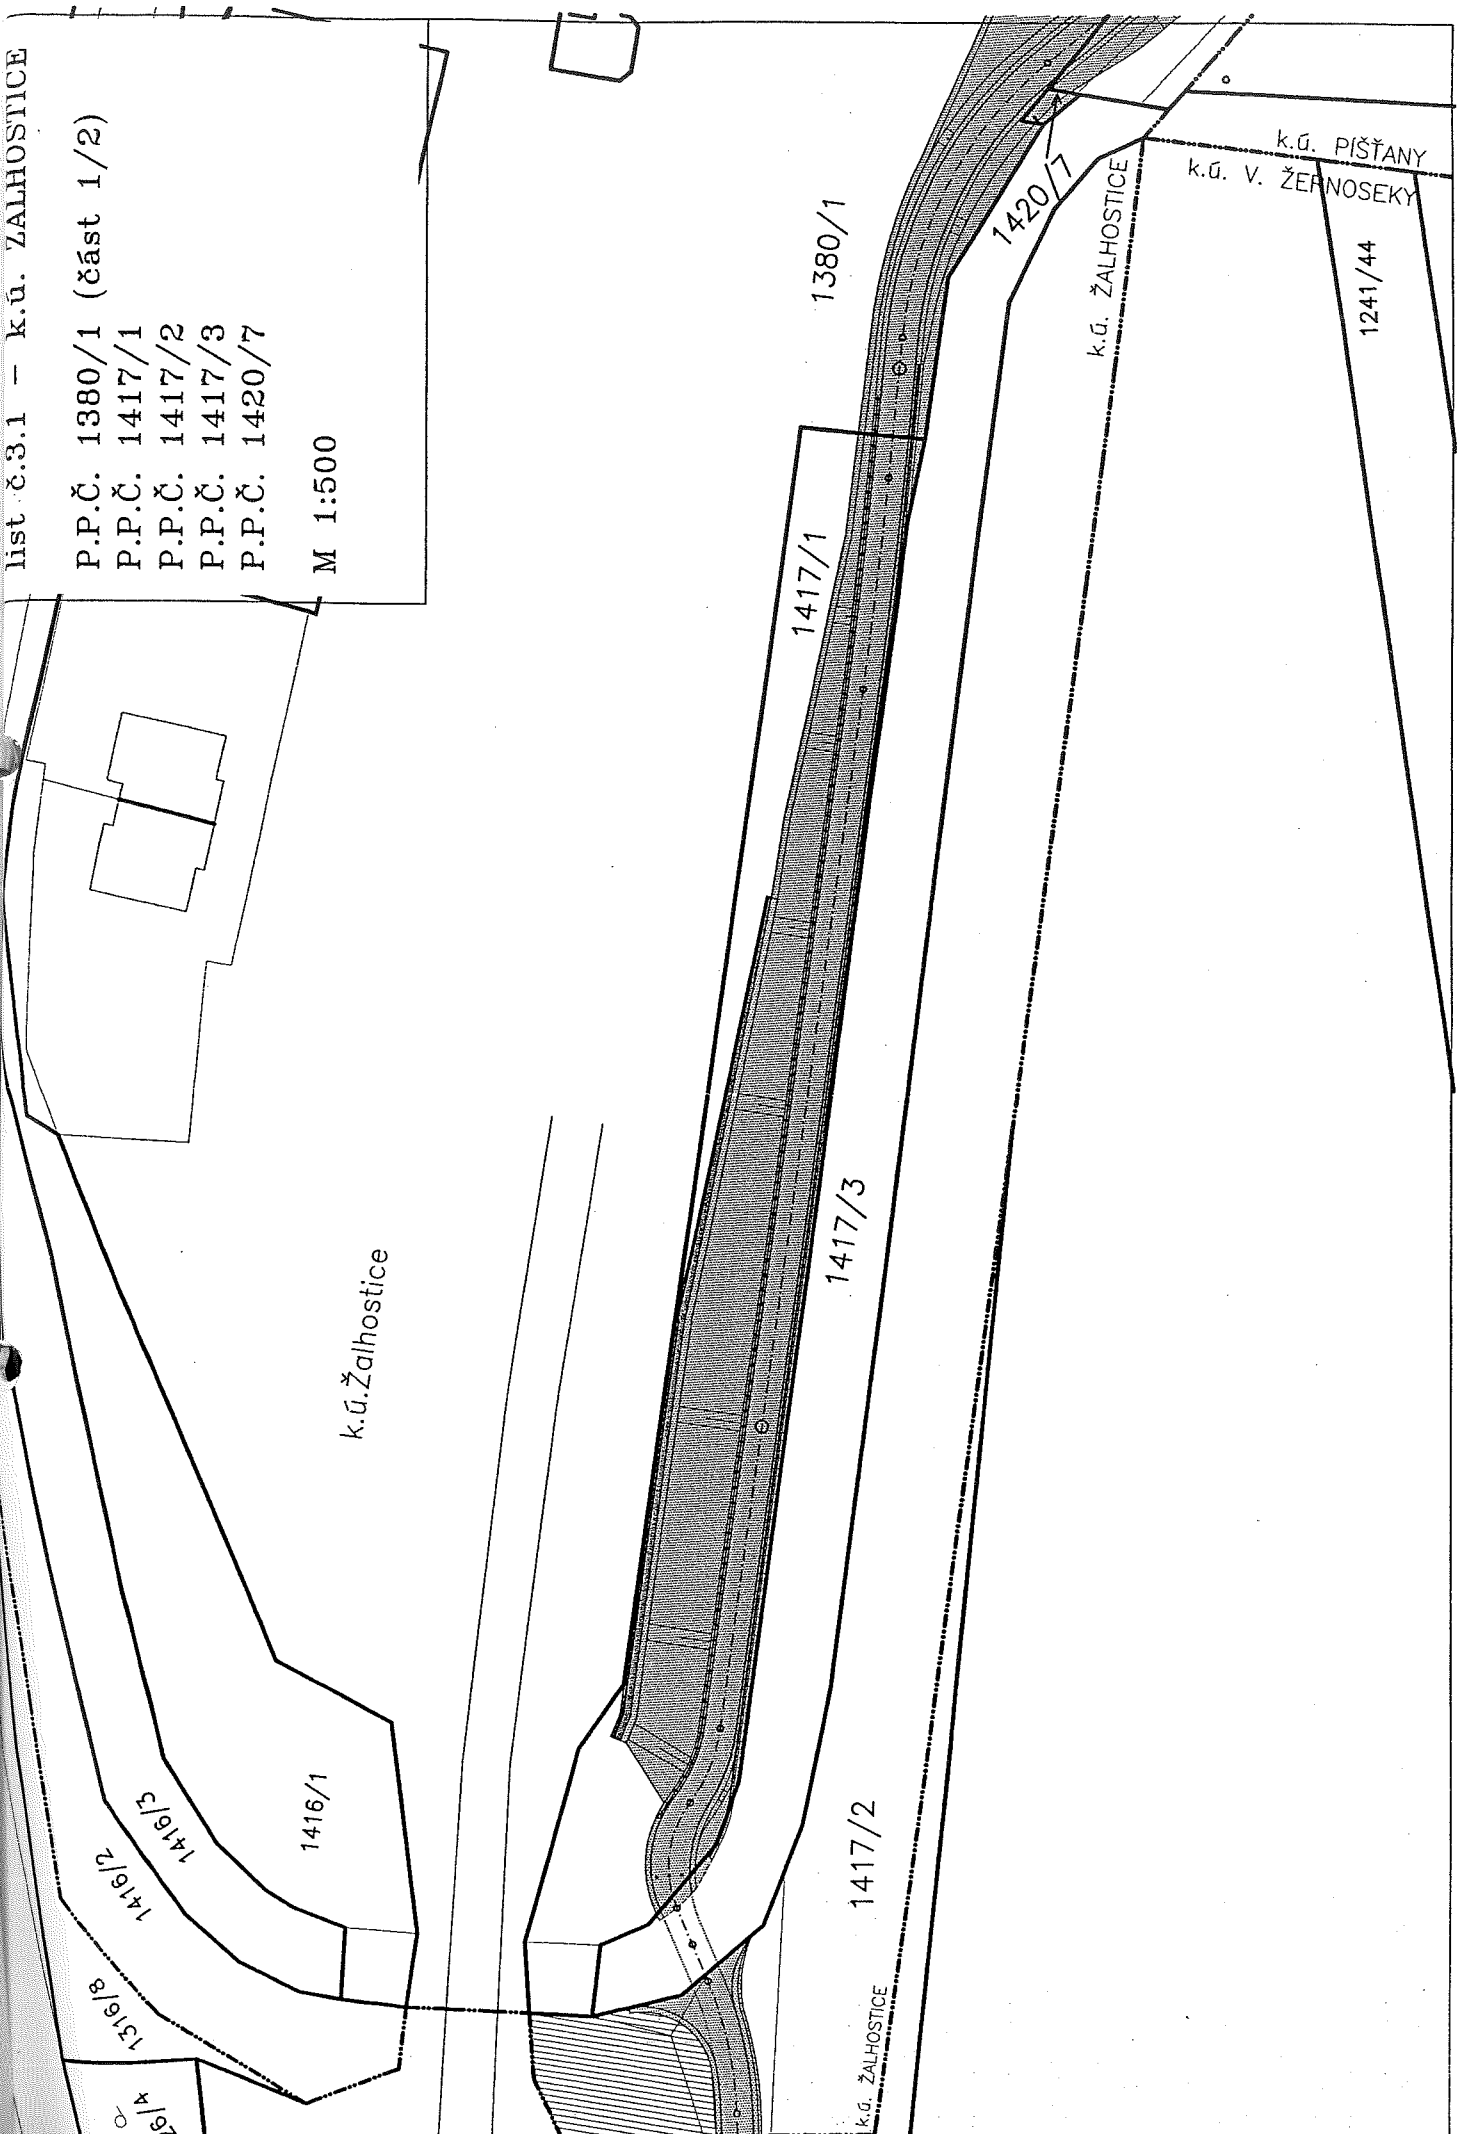 list č.3.1 – k.ú. ŽALHOSTICE
P.P.Č. 1380/1 (část 1/2)
P.P.Č. 1417/1
P.P.Č. 1417/2
P.P.Č. 1417/3
P.P.Č. 1420/7
M 1:500
k.ú. PÍŠŤANY
k.ú. V. ŽERNOSEKY
k.ú. ŽALHOSTICE
1420/7
1380/1
1241/44
1417/1
1417/3
k.ú.Žalhostice
1416/1
1416/3
1416/2
1316/8
26/4
1417/2
k.ú. ŽALHOSTICE